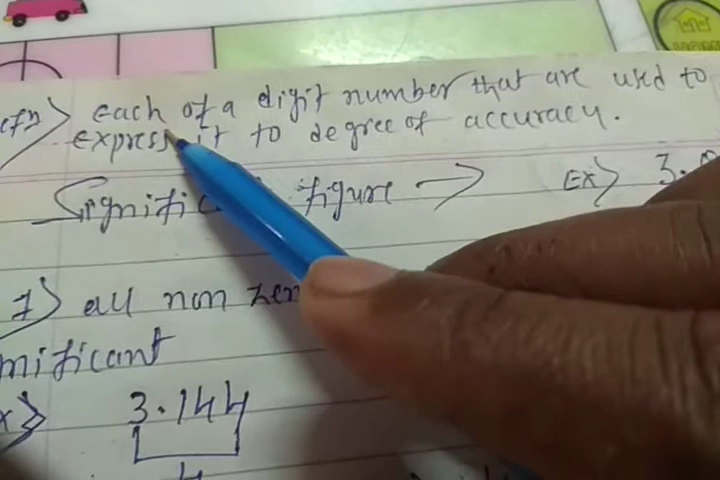 each of a digit number that are used to
express it to degree of accuracy.
figure → EX> 3.
1> all non
3.144
4